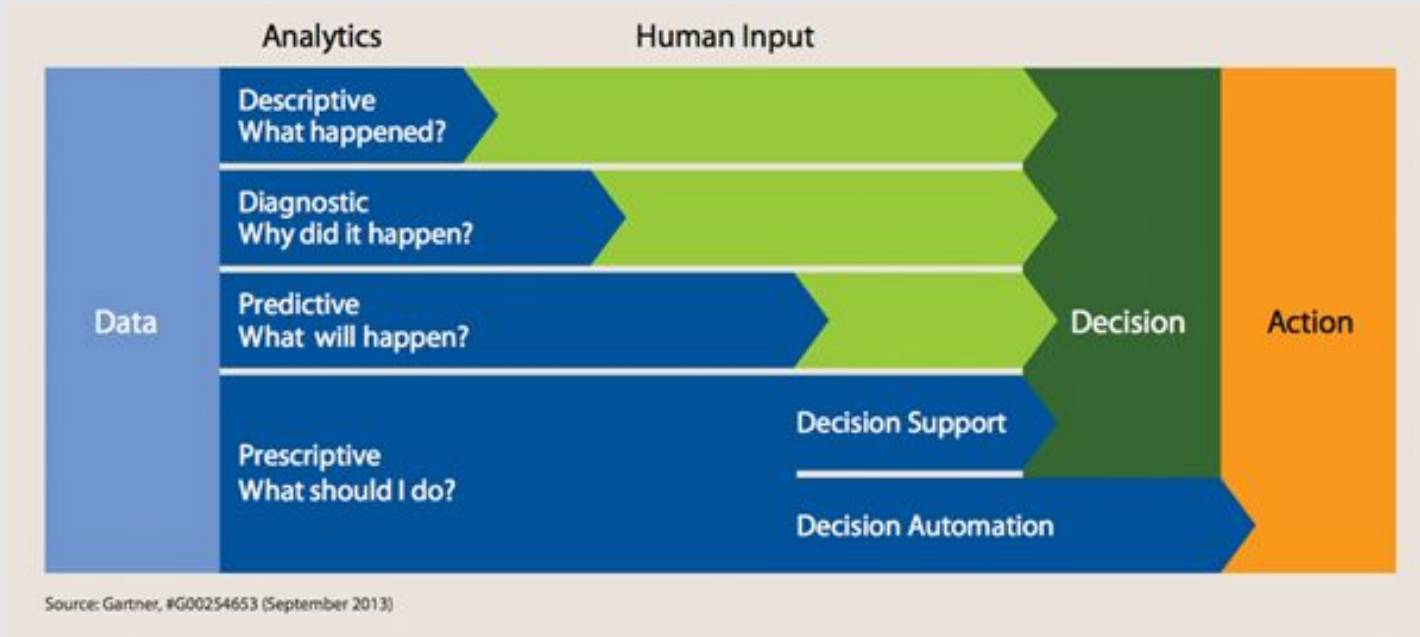 Analytics
Human Input
Descriptive
What happened?
Diagnostic
Why did it happen?
Predictive
What will happen?
Data
Decision
Action
Prescriptive
What should I do?
Decision Support
Decision Automation
Source: Gartner, #G00254653 (September 2013)